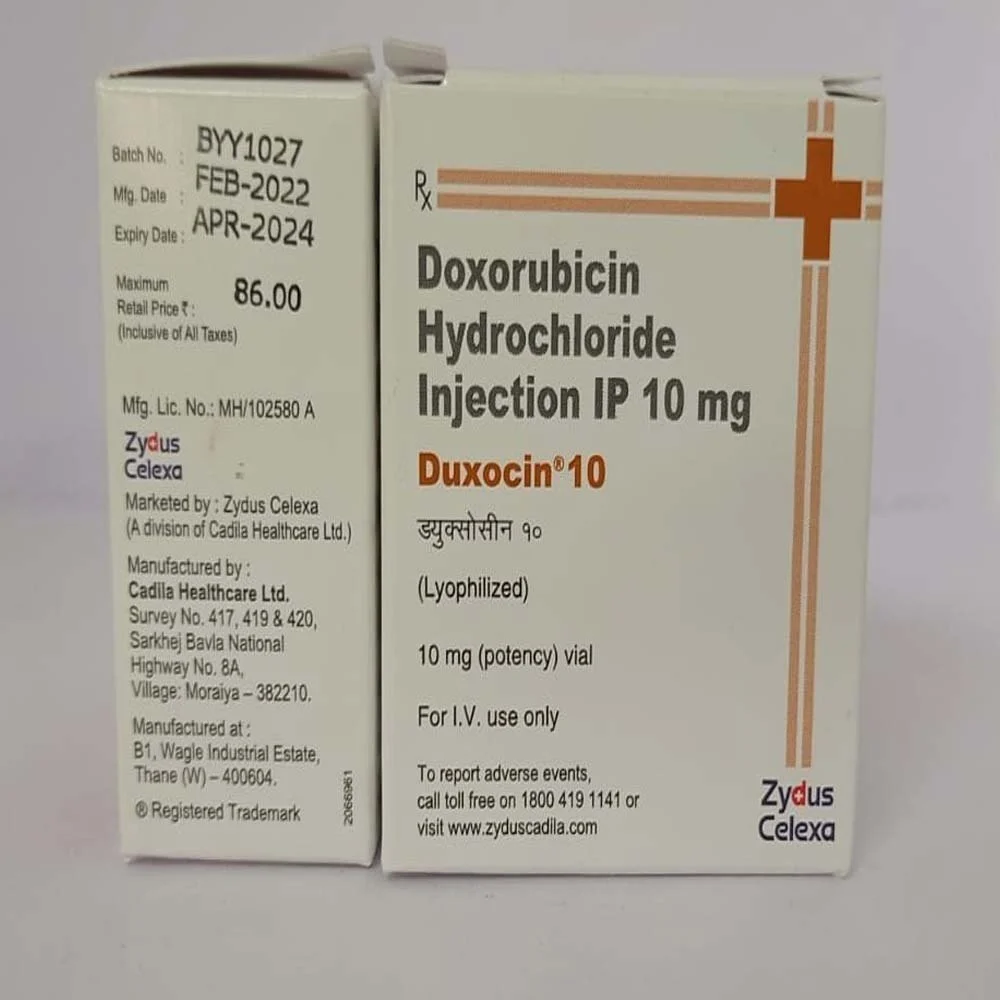 Batch No. : BYY1027
Mfg. Date : FEB-2022
Expiry Date : APR-2024
Maximum
Retail Price ₹ : 86.00
(Inclusive of All Taxes)
Mfg. Lic. No.: MH/102580 A
Zydus
Celexa
Marketed by : Zydus Celexa
(A division of Cadila Healthcare Ltd.)
Manufactured by :
Cadila Healthcare Ltd.
Survey No. 417, 419 & 420,
Sarkhej Bavla National
Highway No. 8A,
Village: Moraiya – 382210.
Manufactured at :
B1, Wagle Industrial Estate,
Thane (W) – 400604.
® Registered Trademark
2066961
Rx
Doxorubicin
Hydrochloride
Injection IP 10 mg
Duxocin® 10
ड्युक्सोसीन १०
(Lyophilized)
10 mg (potency) vial
For I.V. use only
To report adverse events,
call toll free on 1800 419 1141 or
visit www.zyduscadila.com
Zydus
Celexa